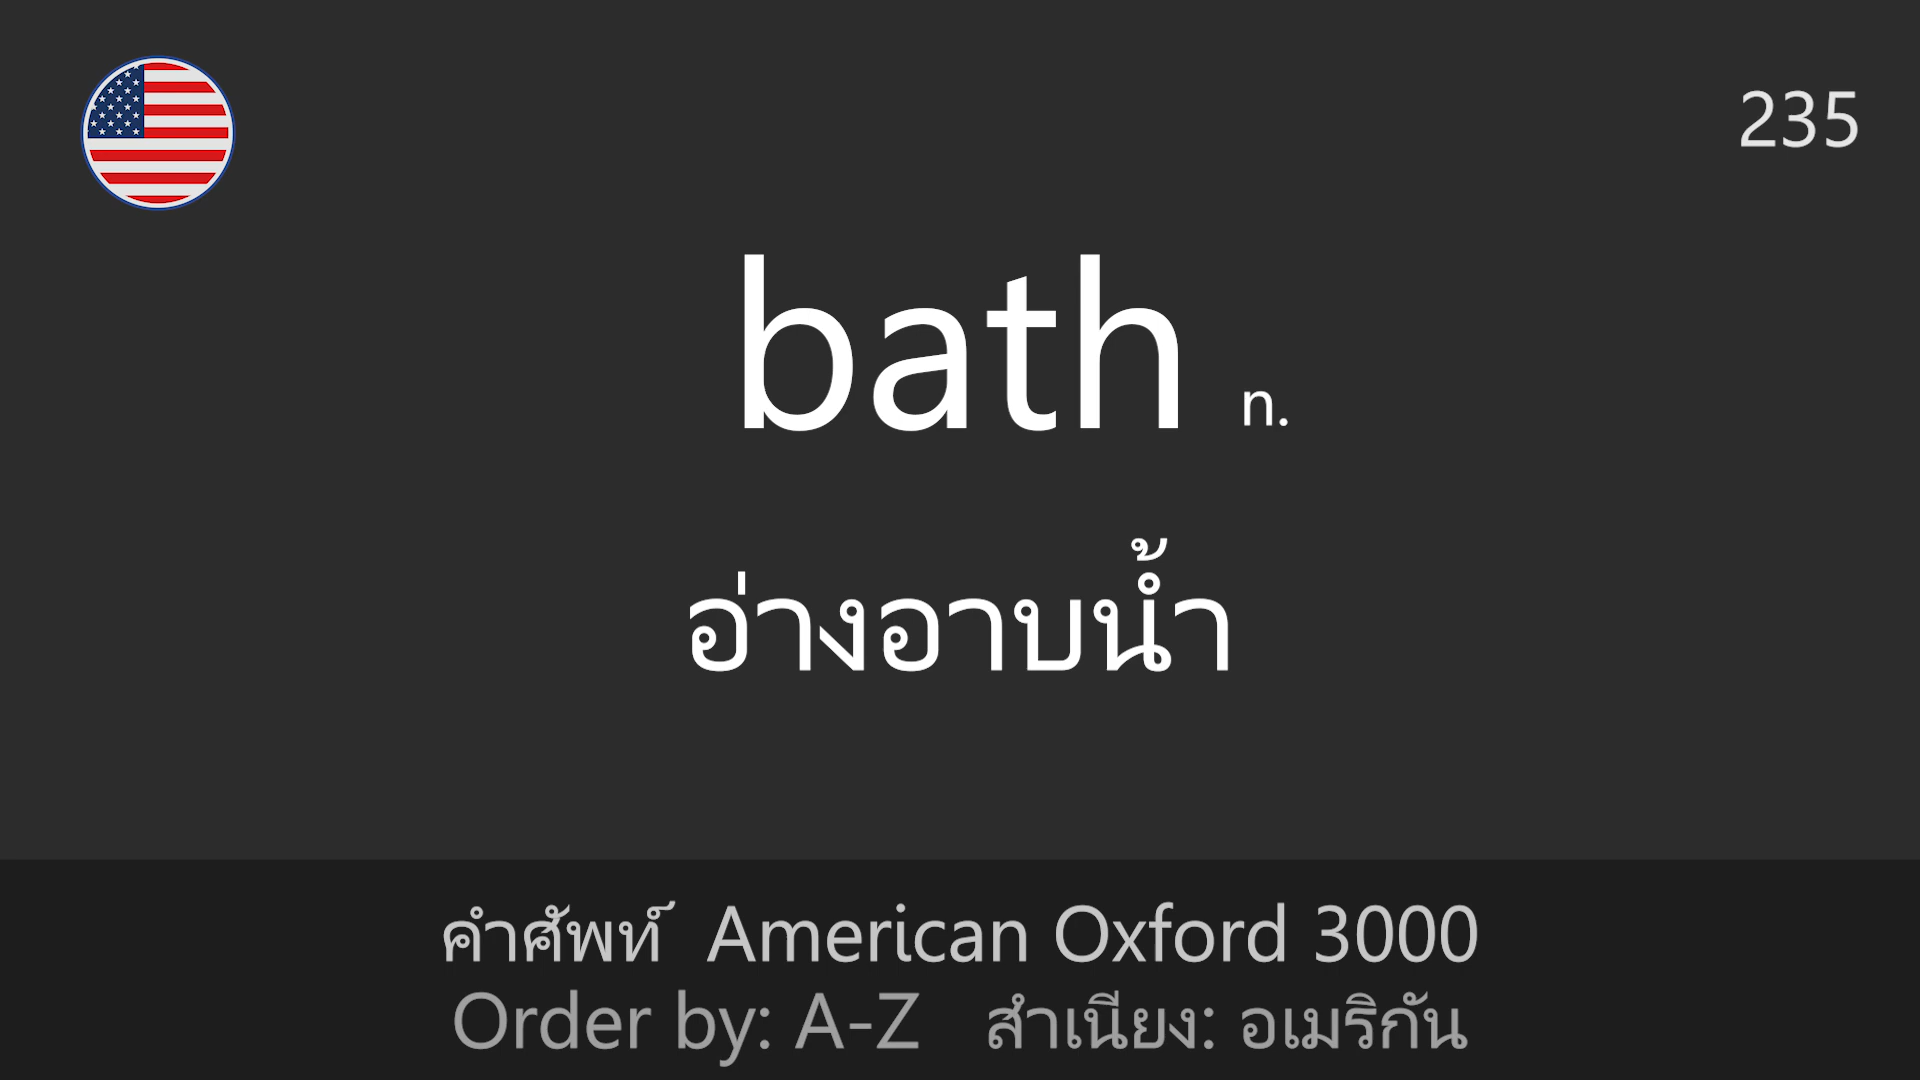 235
bath n.
อ่างอาบน้ำ
คำศัพท์ American Oxford 3000
Order by: A-Z สำเนียง: อเมริกัน